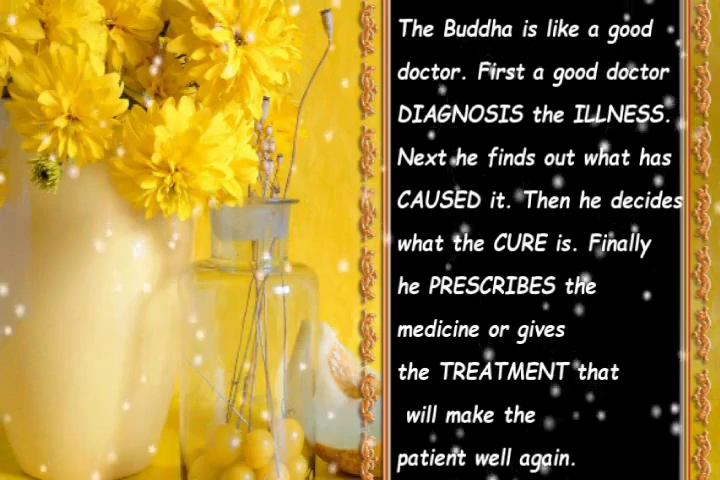 The Buddha is like a good
doctor. First a good doctor
DIAGNOSIS the ILLNESS.
Next he finds out what has
CAUSED it. Then he decides
what the CURE is. Finally
he PRESCRIBES the
medicine or gives
the TREATMENT that
will make the
patient well again.